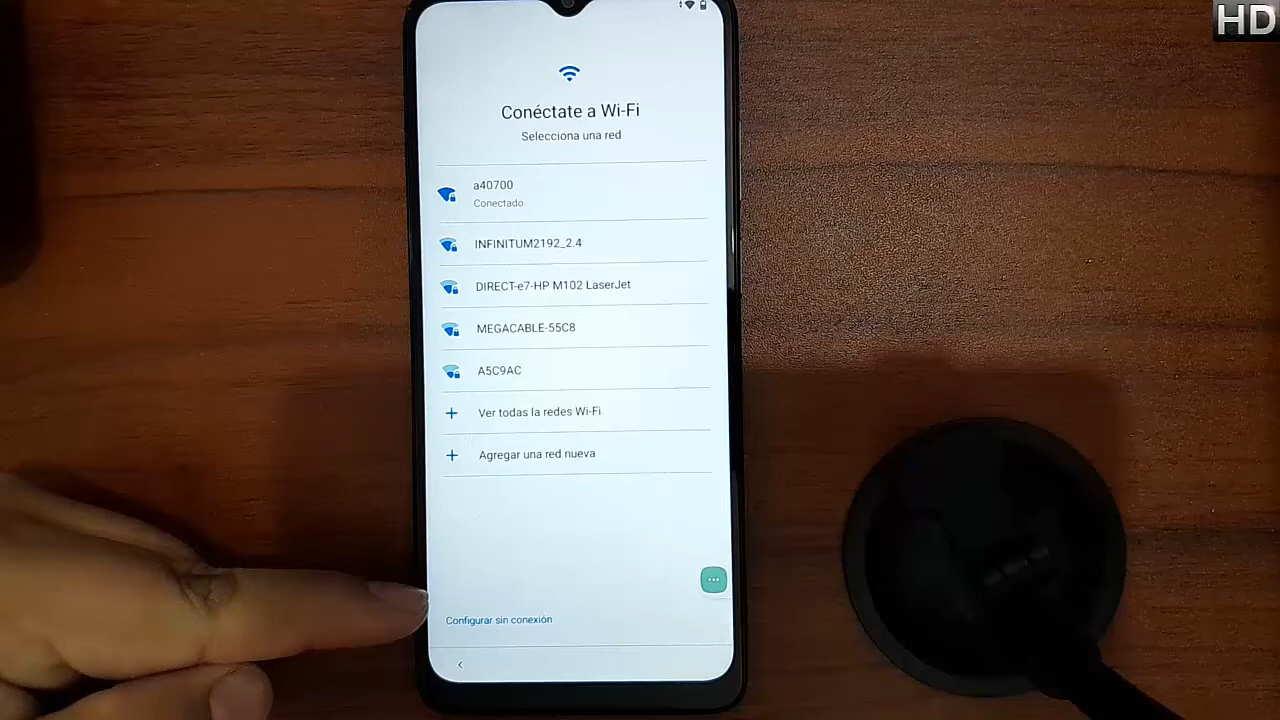 HD
Conéctate a Wi-Fi
Selecciona una red
a40700
Conectado
INFINITUM2192_2.4
DIRECT-e7-HP M102 LaserJet
MEGACABLE-55C8
A5C9AC
Ver todas la redes Wi-Fi
Agregar una red nueva
Configurar sin conexión